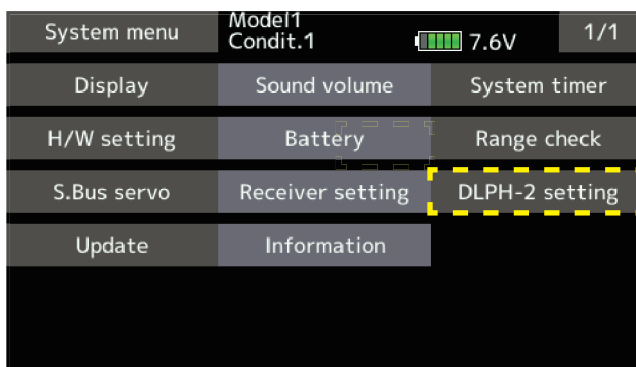 System menu
Model1
Condit.1
7.6V
1/1
Display
Sound volume
System timer
H/W setting
Battery
Range check
S.Bus servo
Receiver setting
DLPH-2 setting
Update
Information